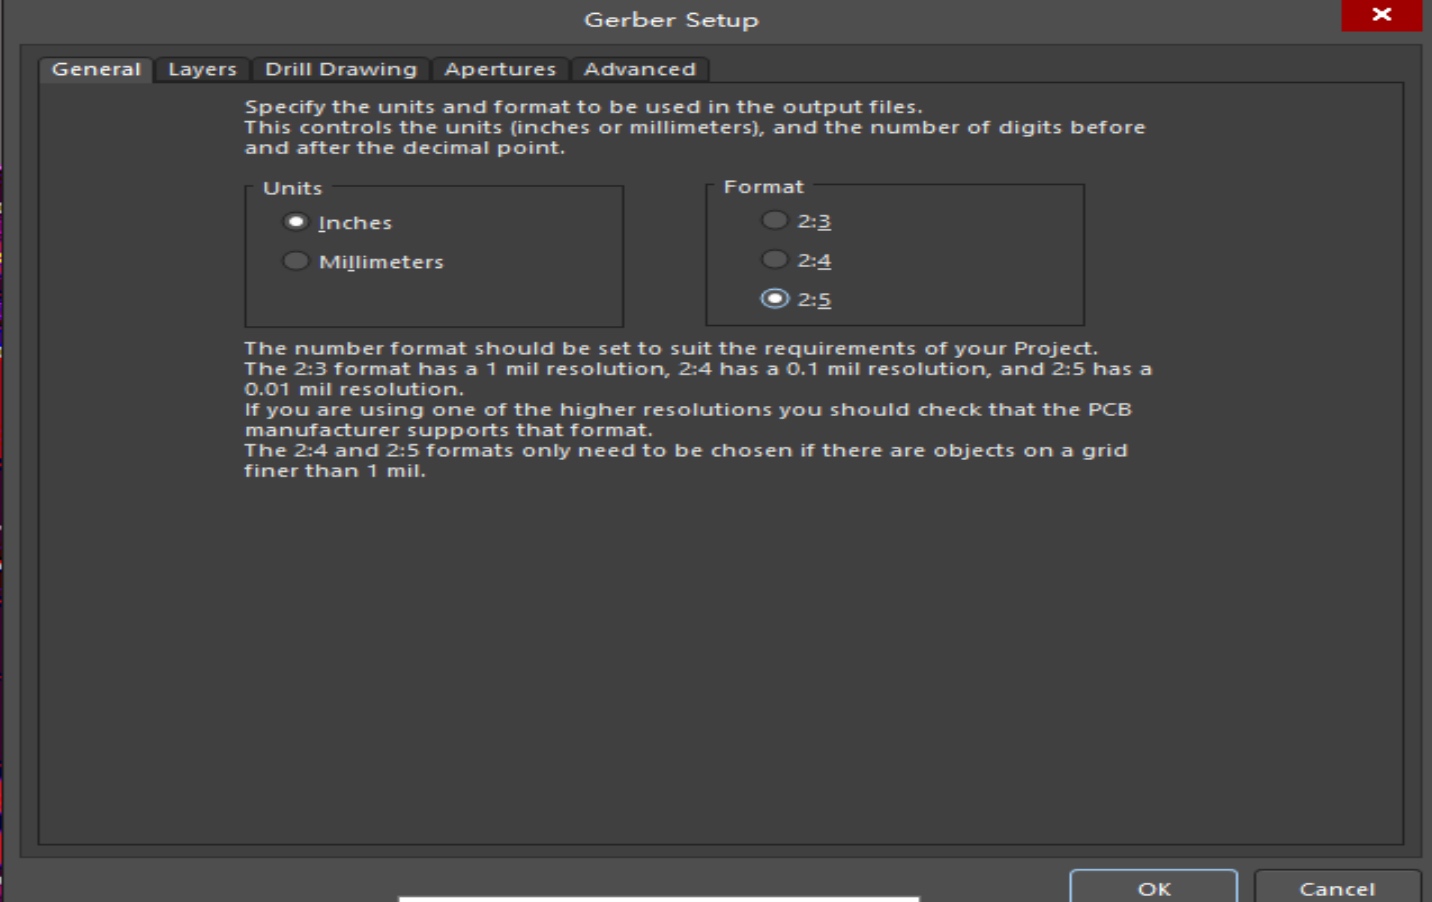 Gerber Setup
General Layers Drill Drawing Apertures Advanced
Specify the units and format to be used in the output files.
This controls the units (inches or millimeters), and the number of digits before
and after the decimal point.
Units
Inches
Millimeters
Format
2:3
2:4
2:5
The number format should be set to suit the requirements of your Project.
The 2:3 format has a 1 mil resolution, 2:4 has a 0.1 mil resolution, and 2:5 has a
0.01 mil resolution.
If you are using one of the higher resolutions you should check that the PCB
manufacturer supports that format.
The 2:4 and 2:5 formats only need to be chosen if there are objects on a grid
finer than 1 mil.
OK Cancel